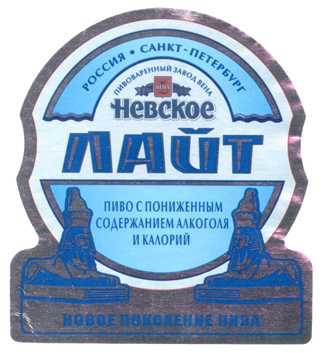 РОССИЯ • САНКТ-ПЕТЕРБУРГ
ПИВОВАРЕННЫЙ ЗАВОД ВЕНА
НЕВСКОЕ
ЛАЙТ
ПИВО С ПОНИЖЕННЫМ
СОДЕРЖАНИЕМ АЛКОГОЛЯ
И КАЛОРИЙ
НОВОЕ ПОКОЛЕНИЕ ПИВА